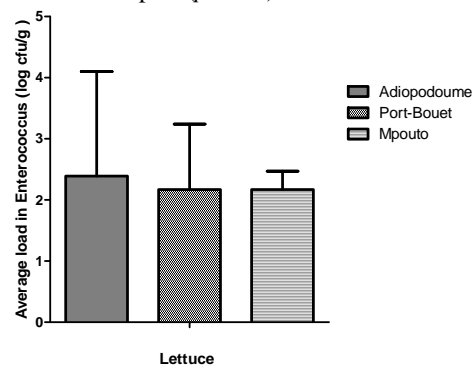 5
4
3
2
1
0
Average load in Enterococcus (log cfu/g)
Adiopodoume
Port-Bouet
Mpouto
Lettuce